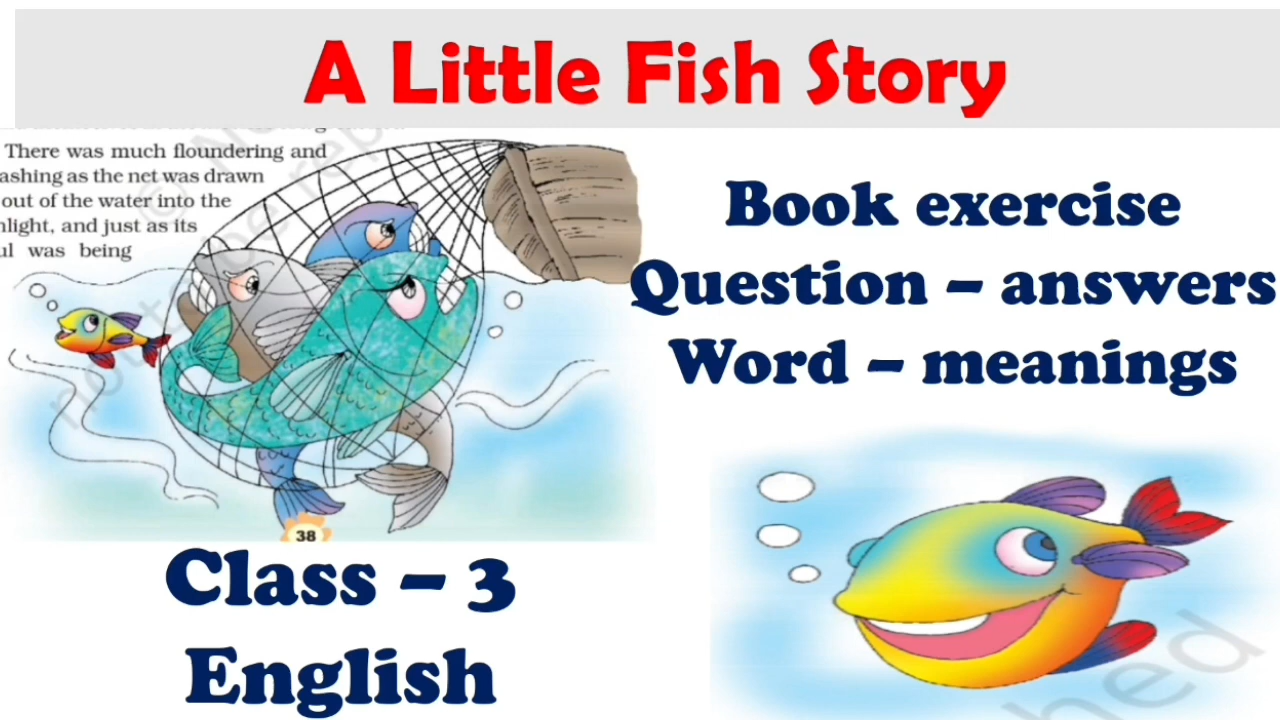 A Little Fish Story
There was much floundering and
ashing as the net was drawn
out of the water into the
nlight, and just as its
ul was being
38
Book exercise
Question – answers
Word – meanings
Class – 3
English